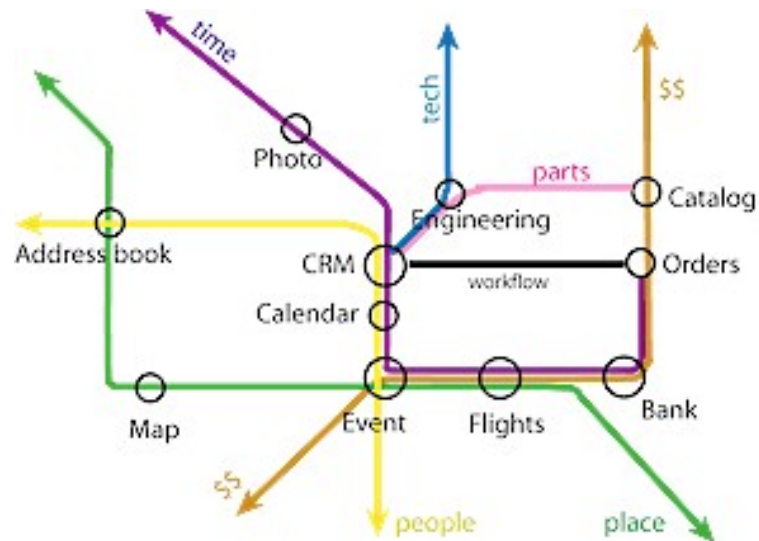 time
tech
$$
Photo
parts
Catalog
Engineering
Address book
CRM
Orders
workflow
Calendar
Map
Event
Flights
Bank
$$
people
place